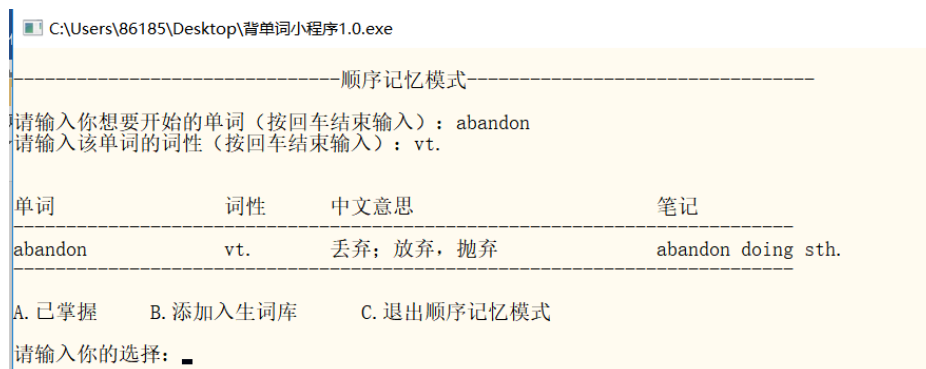 C:\Users\86185\Desktop\背单词小程序1.0.exe
-------------------------------顺序记忆模式---------------------------------
请输入你想要开始的单词（按回车结束输入）：abandon
请输入该单词的词性（按回车结束输入）：vt.
单词 词性 中文意思 笔记
--------------------------------------------------------------------------
abandon vt. 丢弃；放弃，抛弃 abandon doing sth.
--------------------------------------------------------------------------
A.已掌握 B.添加入生词库 C.退出顺序记忆模式
请输入你的选择：